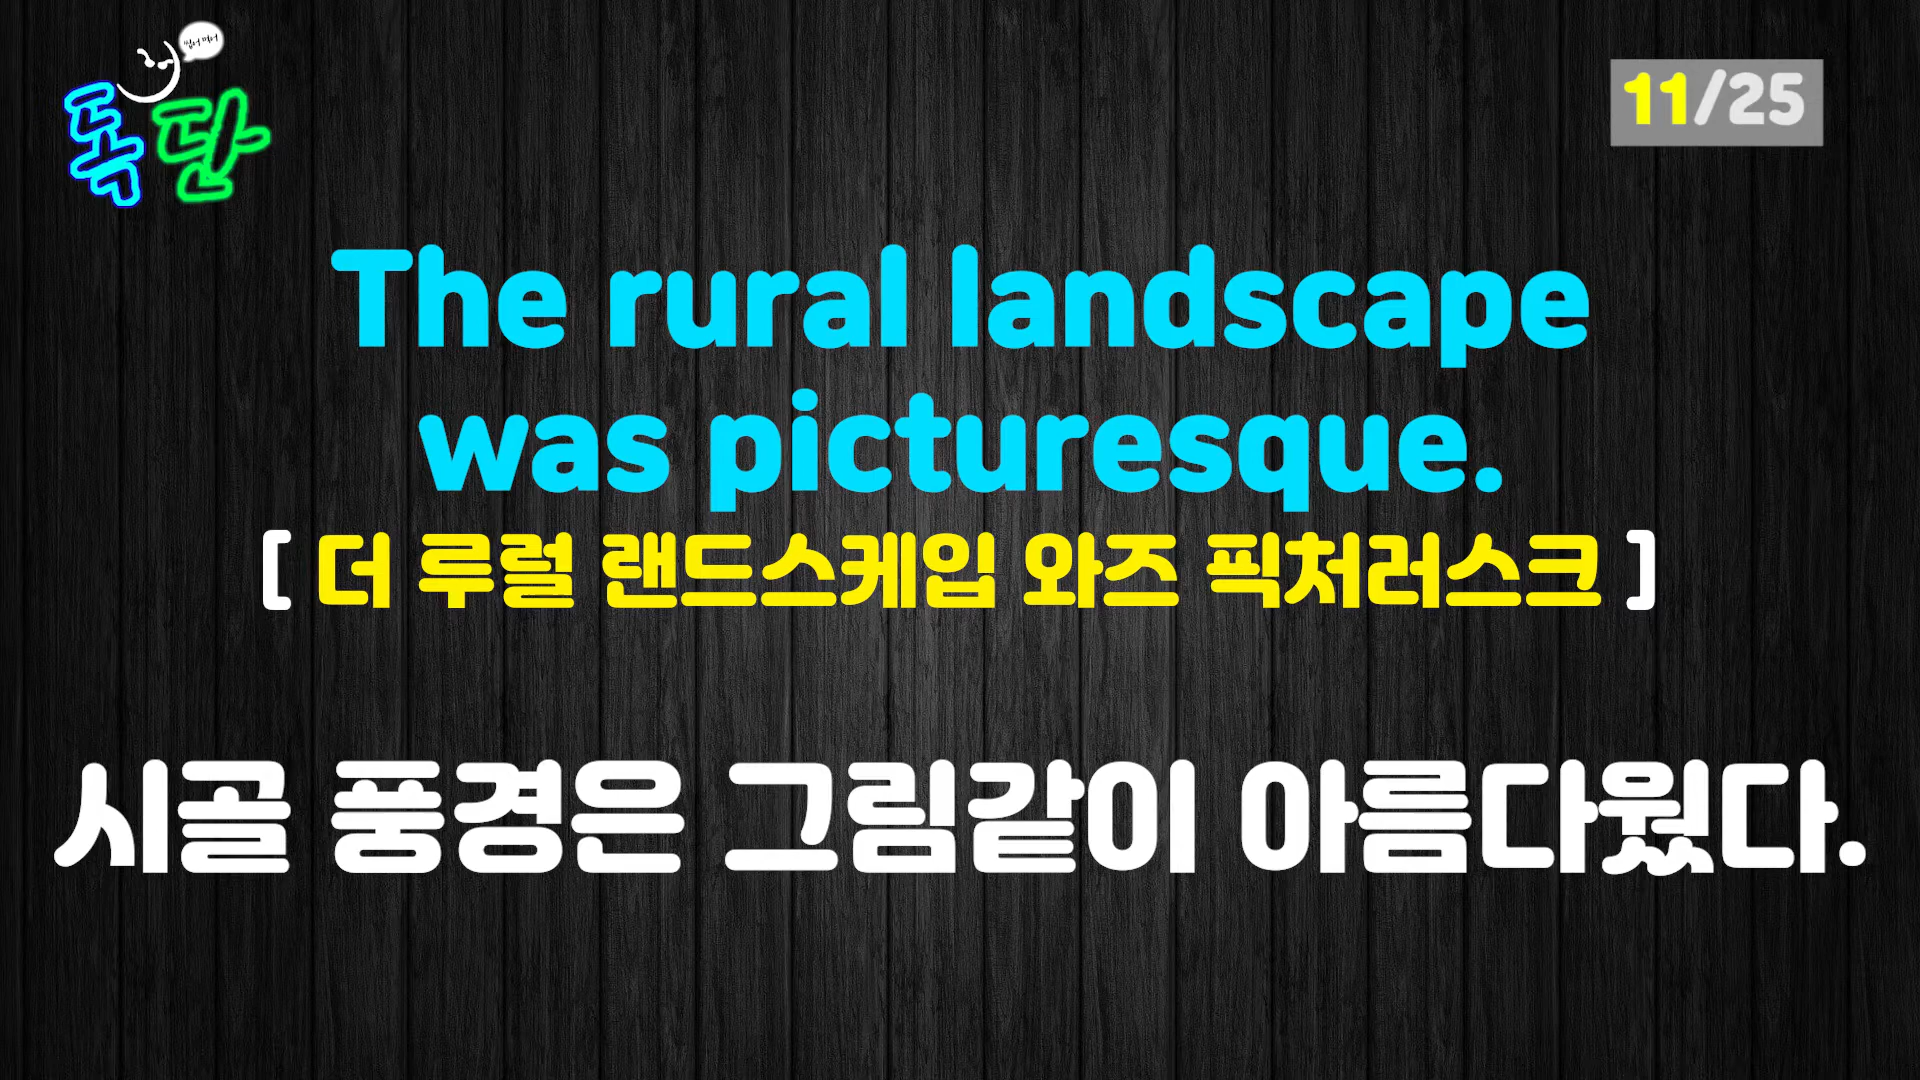 독단
11/25
The rural landscape
was picturesque.
[ 더 루럴 랜드스케입 와즈 픽처러스크 ]
시골 풍경은 그림같이 아름다웠다.